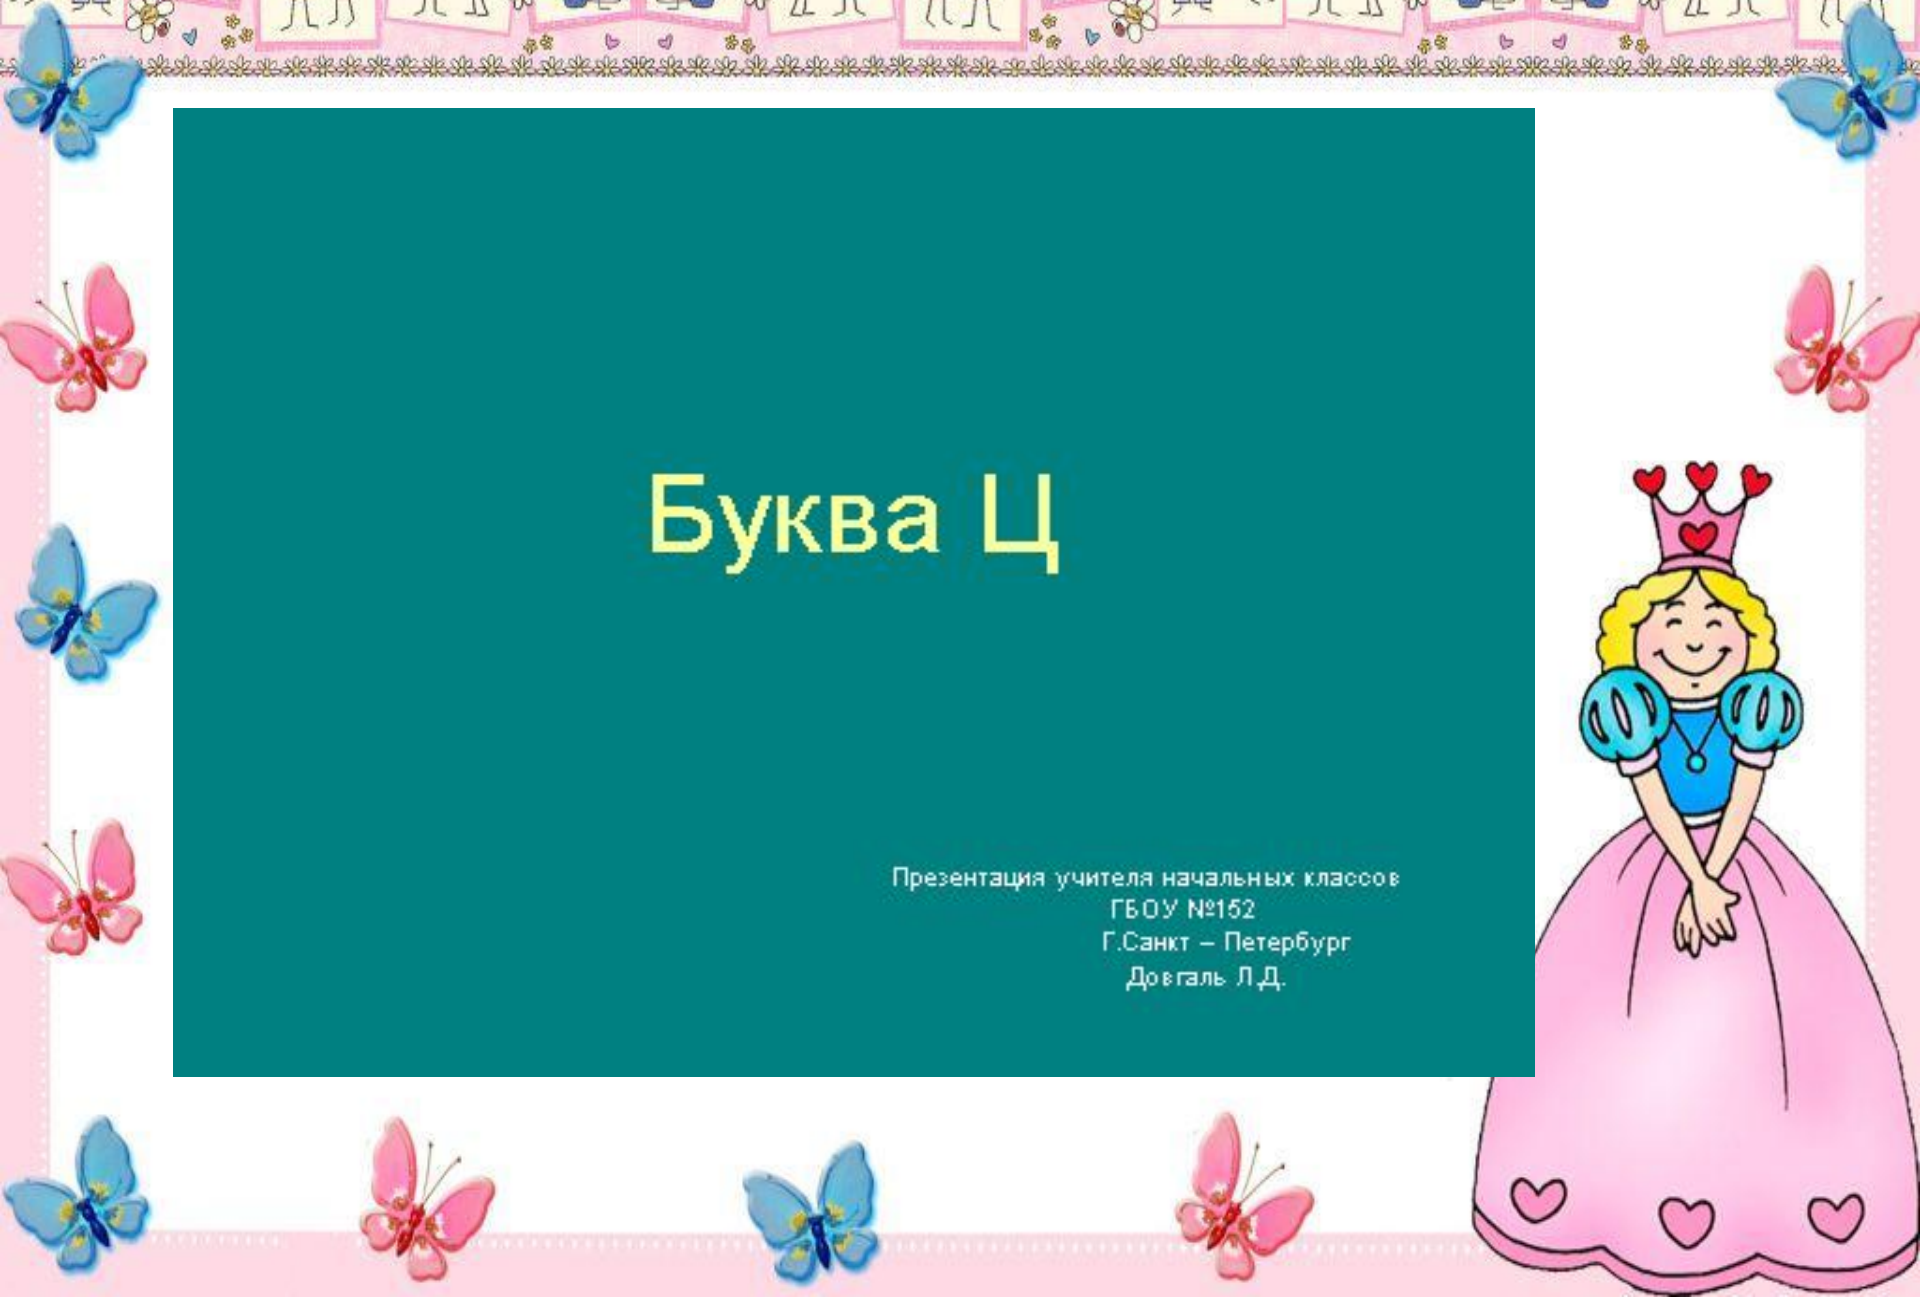 Буква Ц
Презентация учителя начальных классов
ГБОУ №152
Г.Санкт – Петербург
Довгаль Л.Д.